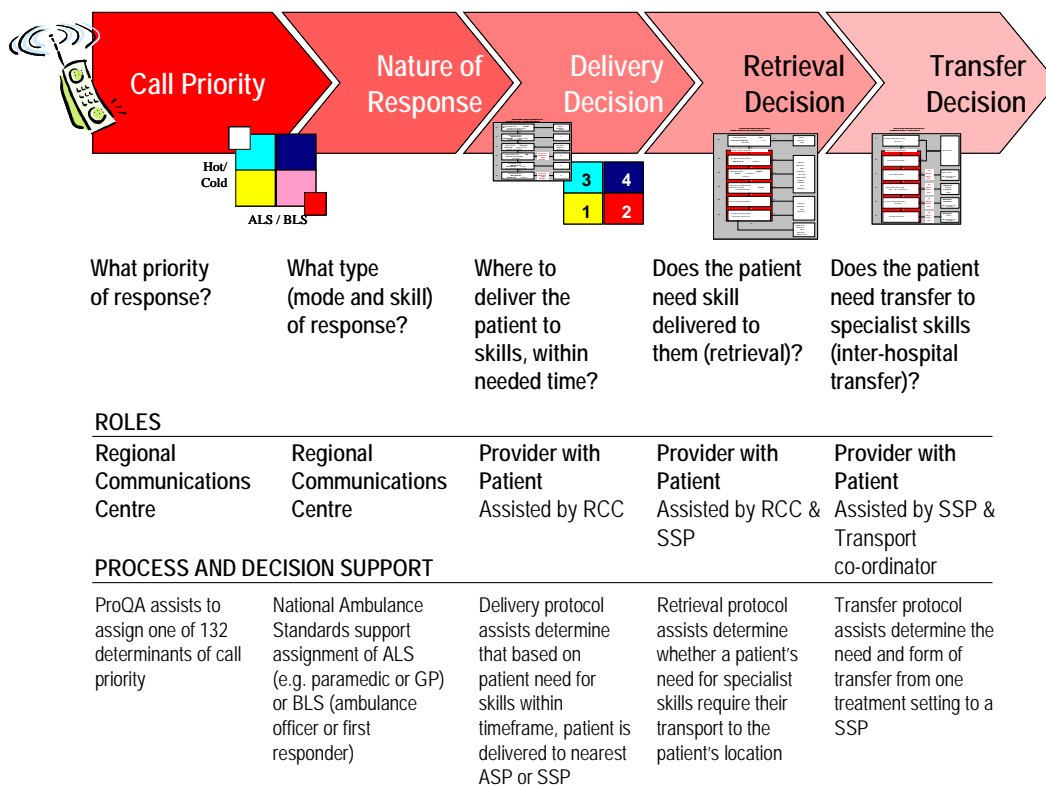 Call Priority
Nature of
Response
Delivery
Decision
Retrieval
Decision
Transfer
Decision
Hot/
Cold
ALS / BLS
3 4
1 2
What priority
of response?
What type
(mode and skill)
of response?
Where to
deliver the
patient to
skills, within
needed time?
Does the patient
need skill
delivered to
them (retrieval)?
Does the patient
need transfer to
specialist skills
(inter-hospital
transfer)?
ROLES
Regional
Communications
Centre
Regional
Communications
Centre
Provider with
Patient
Assisted by RCC
Provider with
Patient
Assisted by RCC &
SSP
Provider with
Patient
Assisted by SSP &
Transport
co-ordinator
PROCESS AND DECISION SUPPORT
ProQA assists to
assign one of 132
determinants of call
priority
National Ambulance
Standards support
assignment of ALS
(e.g. paramedic or GP)
or BLS (ambulance
officer or first
responder)
Delivery protocol
assists determine
that based on
patient need for
skills within
timeframe, patient is
delivered to nearest
ASP or SSP
Retrieval protocol
assists determine
whether a patient's
need for specialist
skills require their
transport to the
patient's location
Transfer protocol
assists determine the
need and form of
transfer from one
treatment setting to a
SSP